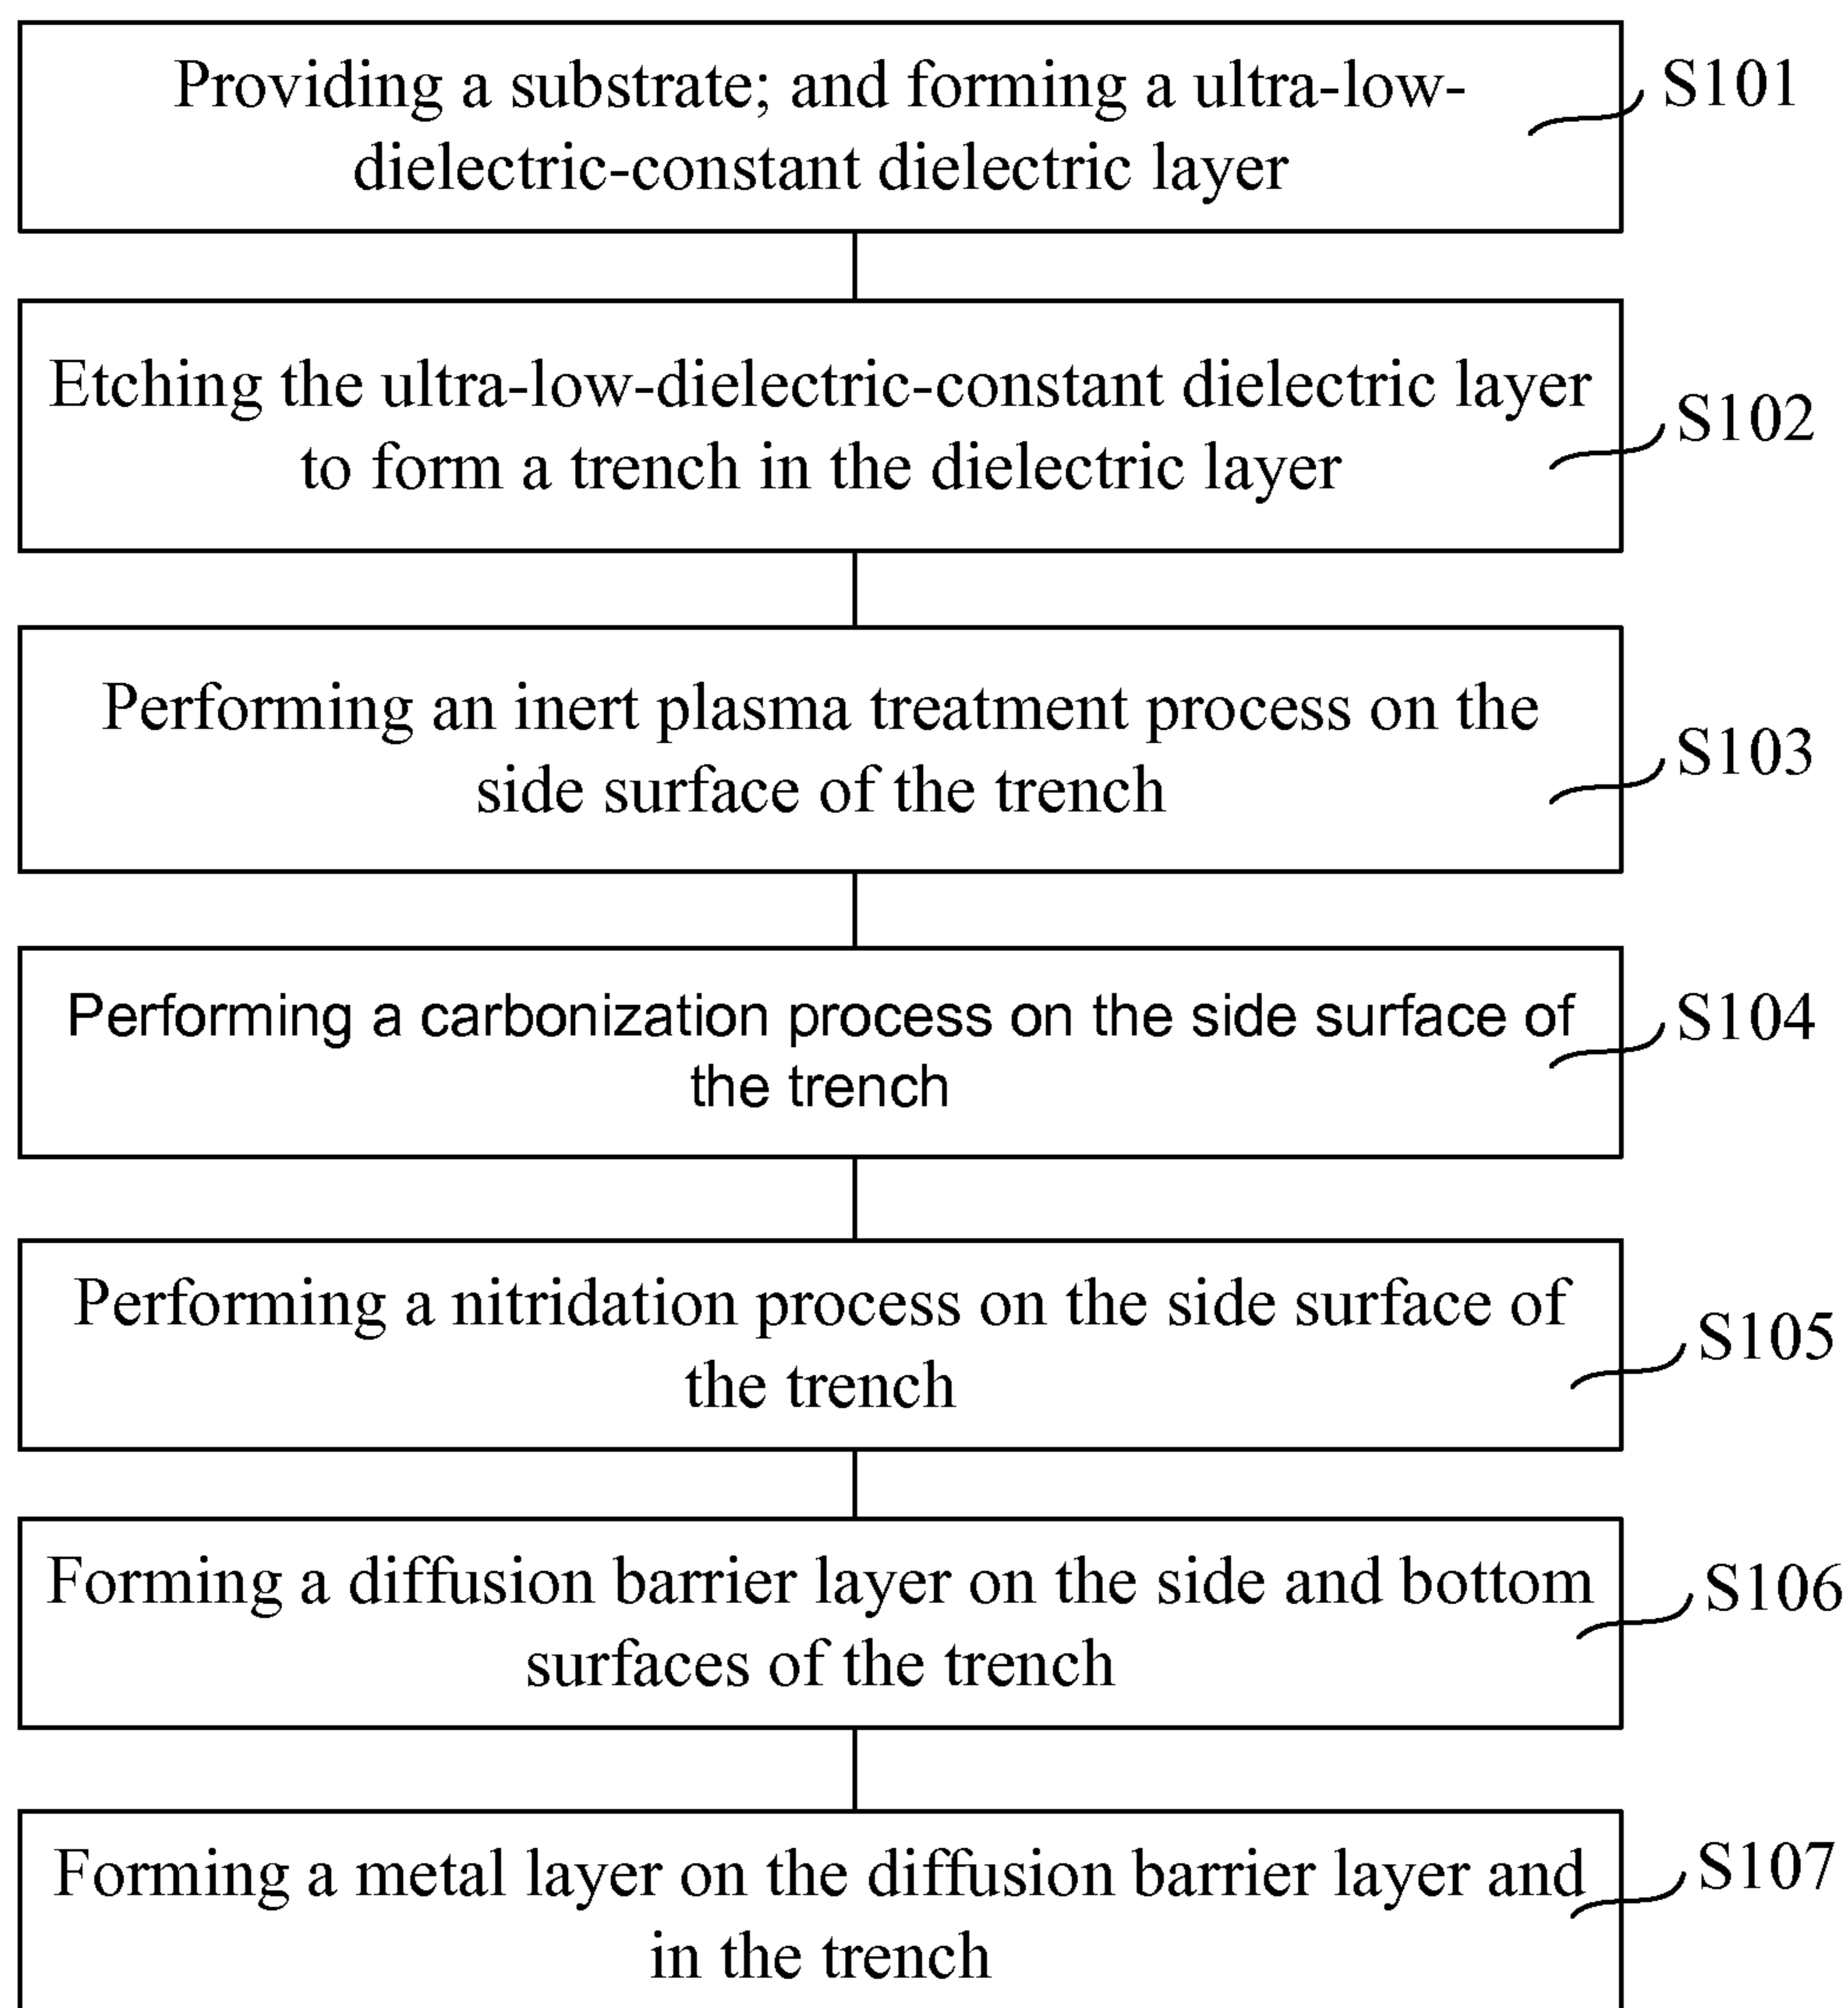 Providing a substrate; and forming a ultra-low-
dielectric-constant dielectric layer
S101
Etching the ultra-low-dielectric-constant dielectric layer
to form a trench in the dielectric layer
S102
Performing an inert plasma treatment process on the
side surface of the trench
S103
Performing a carbonization process on the side surface of
the trench
S104
Performing a nitridation process on the side surface of
the trench
S105
Forming a diffusion barrier layer on the side and bottom
surfaces of the trench
S106
Forming a metal layer on the diffusion barrier layer and
in the trench
S107